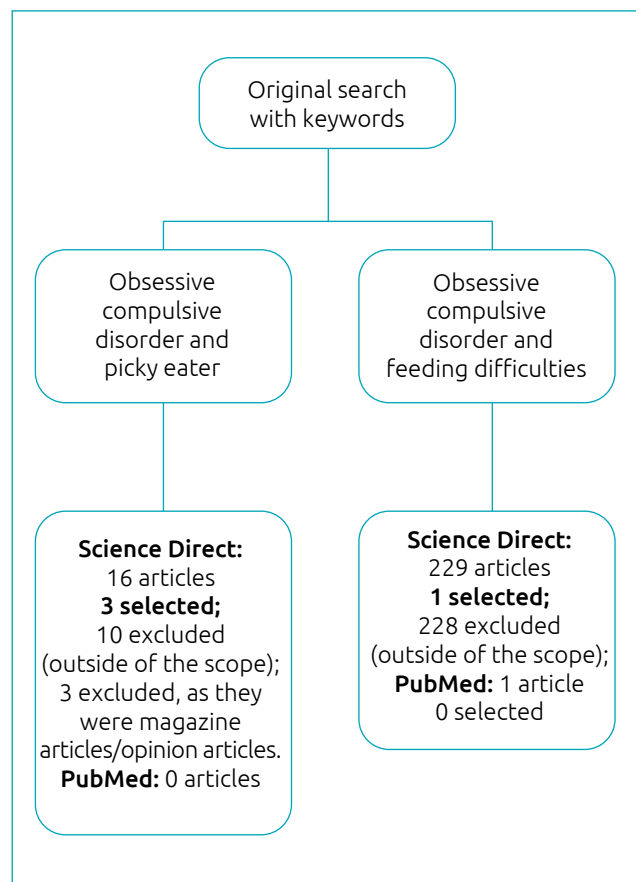 Original search
with keywords
Obsessive
compulsive
disorder and
picky eater
Obsessive
compulsive
disorder and
feeding difficulties
Science Direct:
16 articles
3 selected;
10 excluded
(outside of the scope);
3 excluded, as they
were magazine
articles/opinion articles.
PubMed: 0 articles
Science Direct:
229 articles
1 selected;
228 excluded
(outside of the scope);
PubMed: 1 article
0 selected